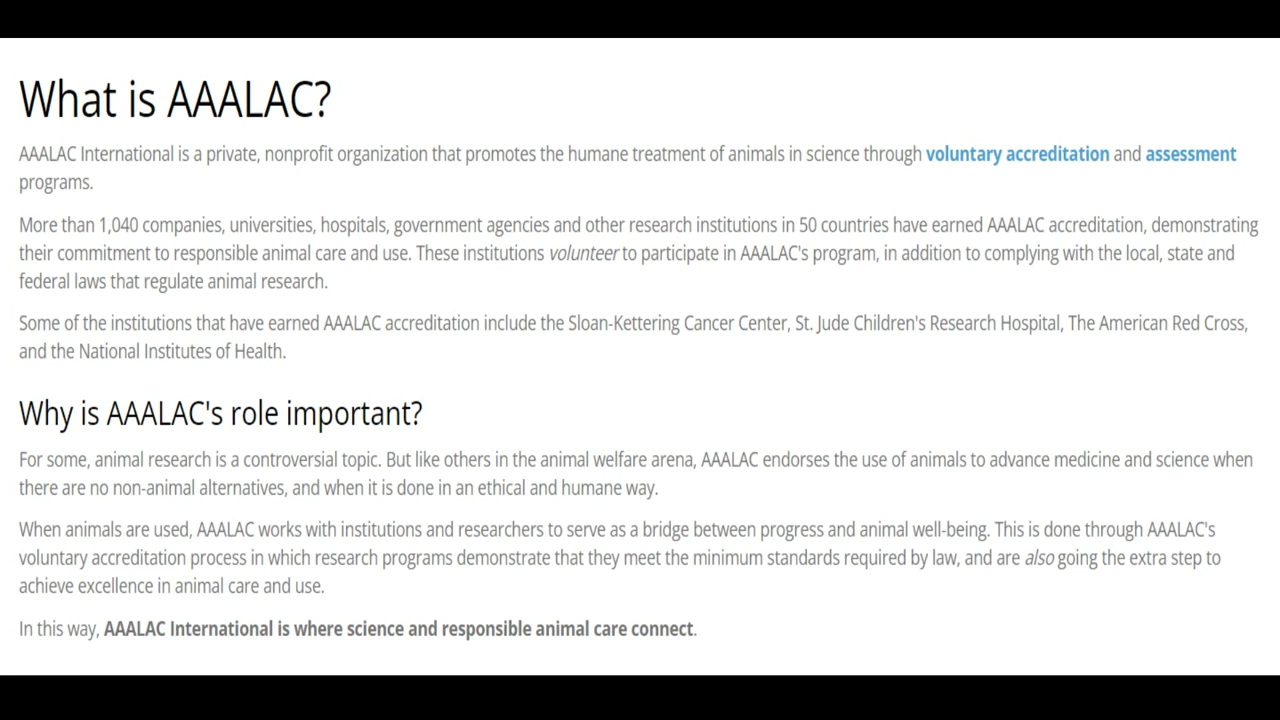 What is AAALAC?
AAALAC International is a private, nonprofit organization that promotes the humane treatment of animals in science through voluntary accreditation and assessment
programs.
More than 1,040 companies, universities, hospitals, government agencies and other research institutions in 50 countries have earned AAALAC accreditation, demonstrating
their commitment to responsible animal care and use. These institutions volunteer to participate in AAALAC's program, in addition to complying with the local, state and
federal laws that regulate animal research.
Some of the institutions that have earned AAALAC accreditation include the Sloan-Kettering Cancer Center, St. Jude Children's Research Hospital, The American Red Cross,
and the National Institutes of Health.
Why is AAALAC's role important?
For some, animal research is a controversial topic. But like others in the animal welfare arena, AAALAC endorses the use of animals to advance medicine and science when
there are no non-animal alternatives, and when it is done in an ethical and humane way.
When animals are used, AAALAC works with institutions and researchers to serve as a bridge between progress and animal well-being. This is done through AAALAC's
voluntary accreditation process in which research programs demonstrate that they meet the minimum standards required by law, and are also going the extra step to
achieve excellence in animal care and use.
In this way, AAALAC International is where science and responsible animal care connect.